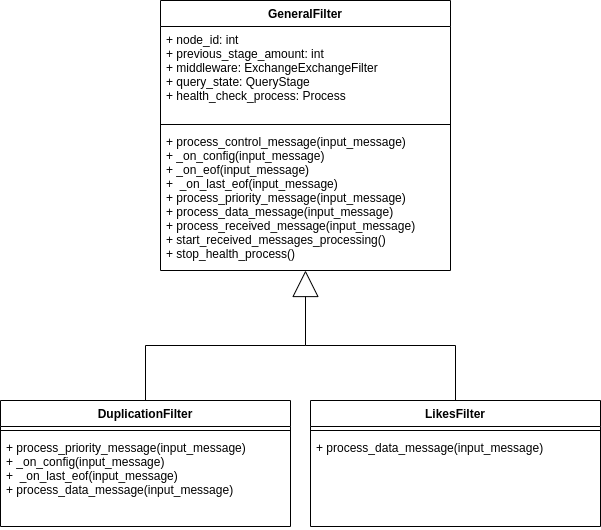 GeneralFilter
+ node_id: int
+ previous_stage_amount: int
+ middleware: ExchangeExchangeFilter
+ query_state: QueryStage
+ health_check_process: Process
+ process_control_message(input_message)
+ _on_config(input_message)
+ _on_eof(input_message)
+  _on_last_eof(input_message)
+ process_priority_message(input_message)
+ process_data_message(input_message)
+ process_received_message(input_message)
+ start_received_messages_processing()
+ stop_health_process()
DuplicationFilter
+ process_priority_message(input_message)
+ _on_config(input_message)
+  _on_last_eof(input_message)
+ process_data_message(input_message)
LikesFilter
+ process_data_message(input_message)